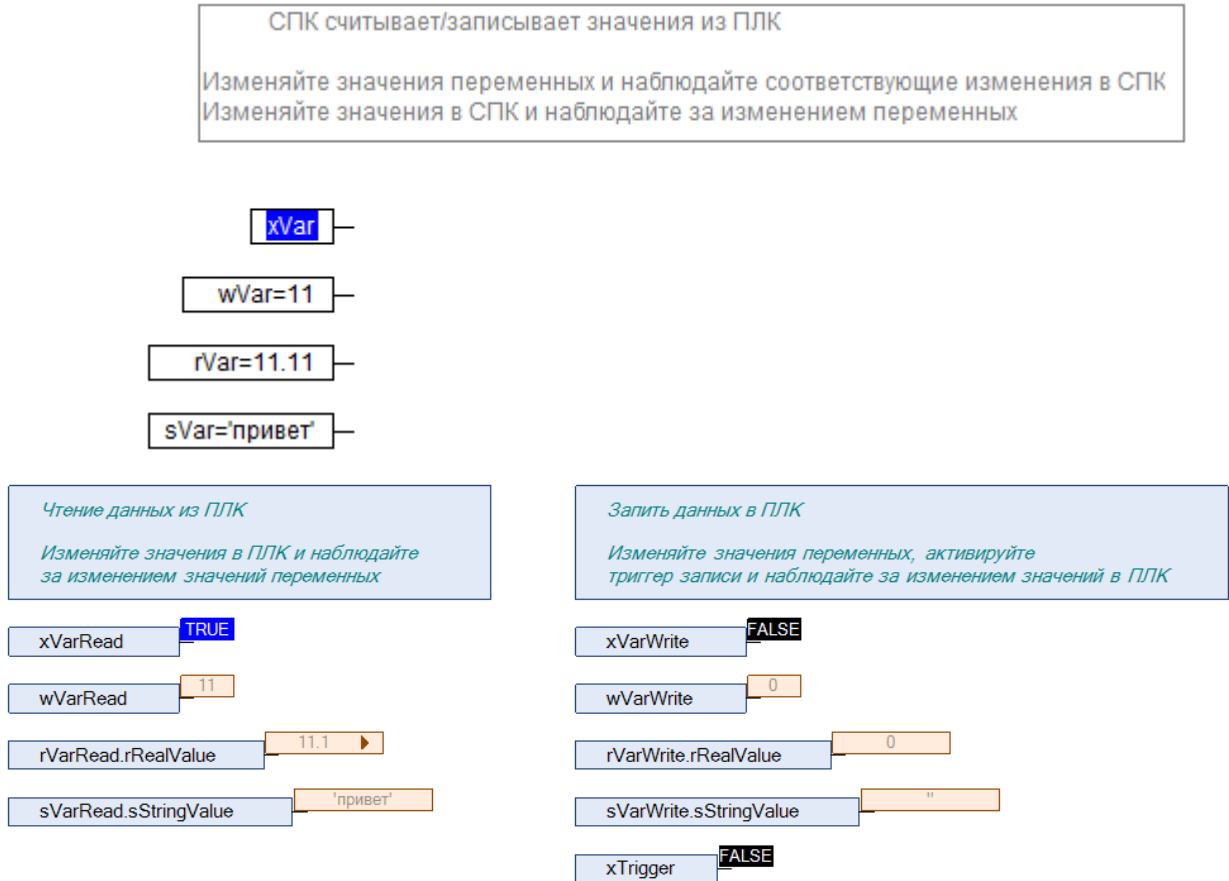 СПК считывает/записывает значения из ПЛК
Изменяйте значения переменных и наблюдайте соответствующие изменения в СПК
Изменяйте значения в СПК и наблюдайте за изменением переменных
xVar
wVar=11
rVar=11.11
sVar='привет'
Чтение данных из ПЛК
Изменяйте значения в ПЛК и наблюдайте
за изменением значений переменных
xVarRead TRUE
wVarRead 11
rVarRead.rRealValue 11.1
sVarRead.sStringValue 'привет'
Запить данных в ПЛК
Изменяйте значения переменных, активируйте
триггер записи и наблюдайте за изменением значений в ПЛК
xVarWrite FALSE
wVarWrite 0
rVarWrite.rRealValue 0
sVarWrite.sStringValue ''
xTrigger FALSE